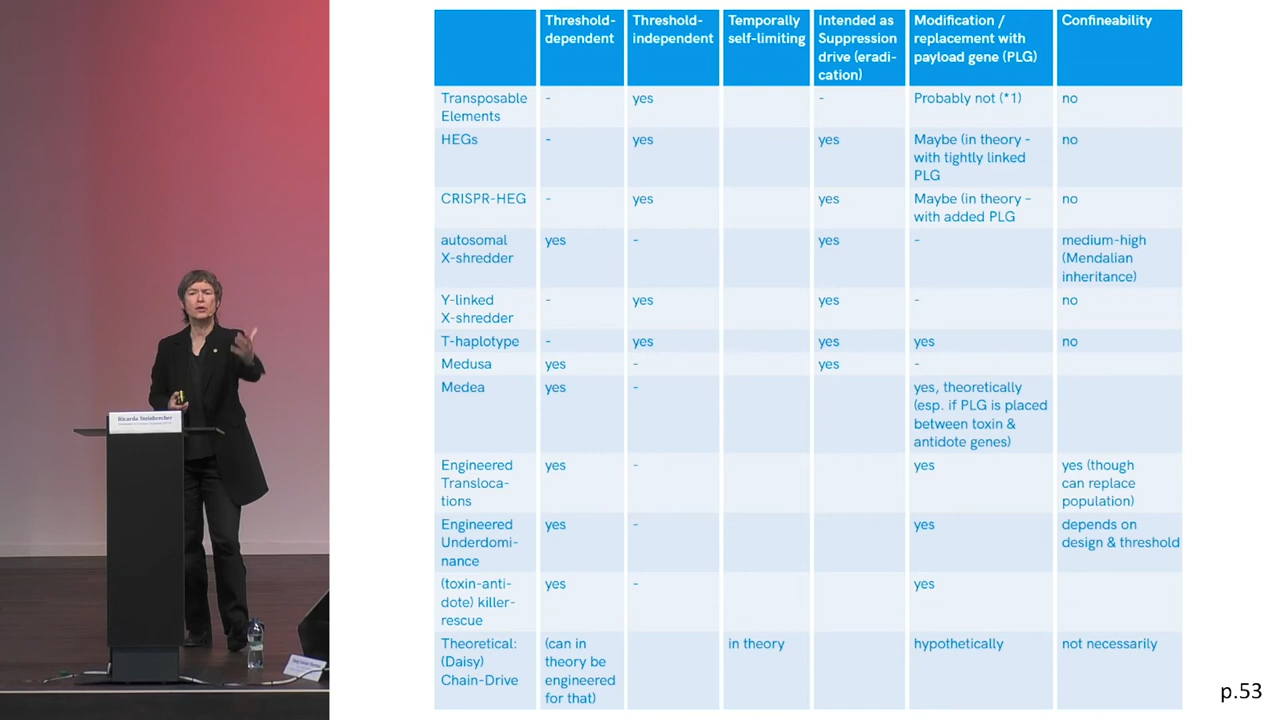 Threshold-
dependent
Threshold-
independent
Temporally
self-limiting
Intended as
Suppression
drive (eradi-
cation)
Modification /
replacement with
payload gene (PLG)
Confineability
Transposable
Elements
-
yes
-
Probably not (*1)
no
HEGs
-
yes
yes
Maybe (in theory -
with tightly linked
PLG
no
CRISPR-HEG
-
yes
yes
Maybe (in theory –
with added PLG
no
autosomal
X-shredder
yes
-
yes
-
medium-high
(Mendalian
inheritance)
Y-linked
X-shredder
-
yes
yes
-
no
T-haplotype
-
yes
yes
yes
no
Medusa
yes
-
yes
-
Medea
yes
-
yes, theoretically
(esp. if PLG is placed
between toxin &
antidote genes)
Engineered
Transloca-
tions
yes
-
yes
yes (though
can replace
population)
Engineered
Underdomi-
nance
yes
-
yes
depends on
design & threshold
(toxin-anti-
dote) killer-
rescue
yes
-
yes
Theoretical:
(Daisy)
Chain-Drive
(can in
theory be
engineered
for that)
in theory
hypothetically
not necessarily
Ricarda Steinbrecher
p.53